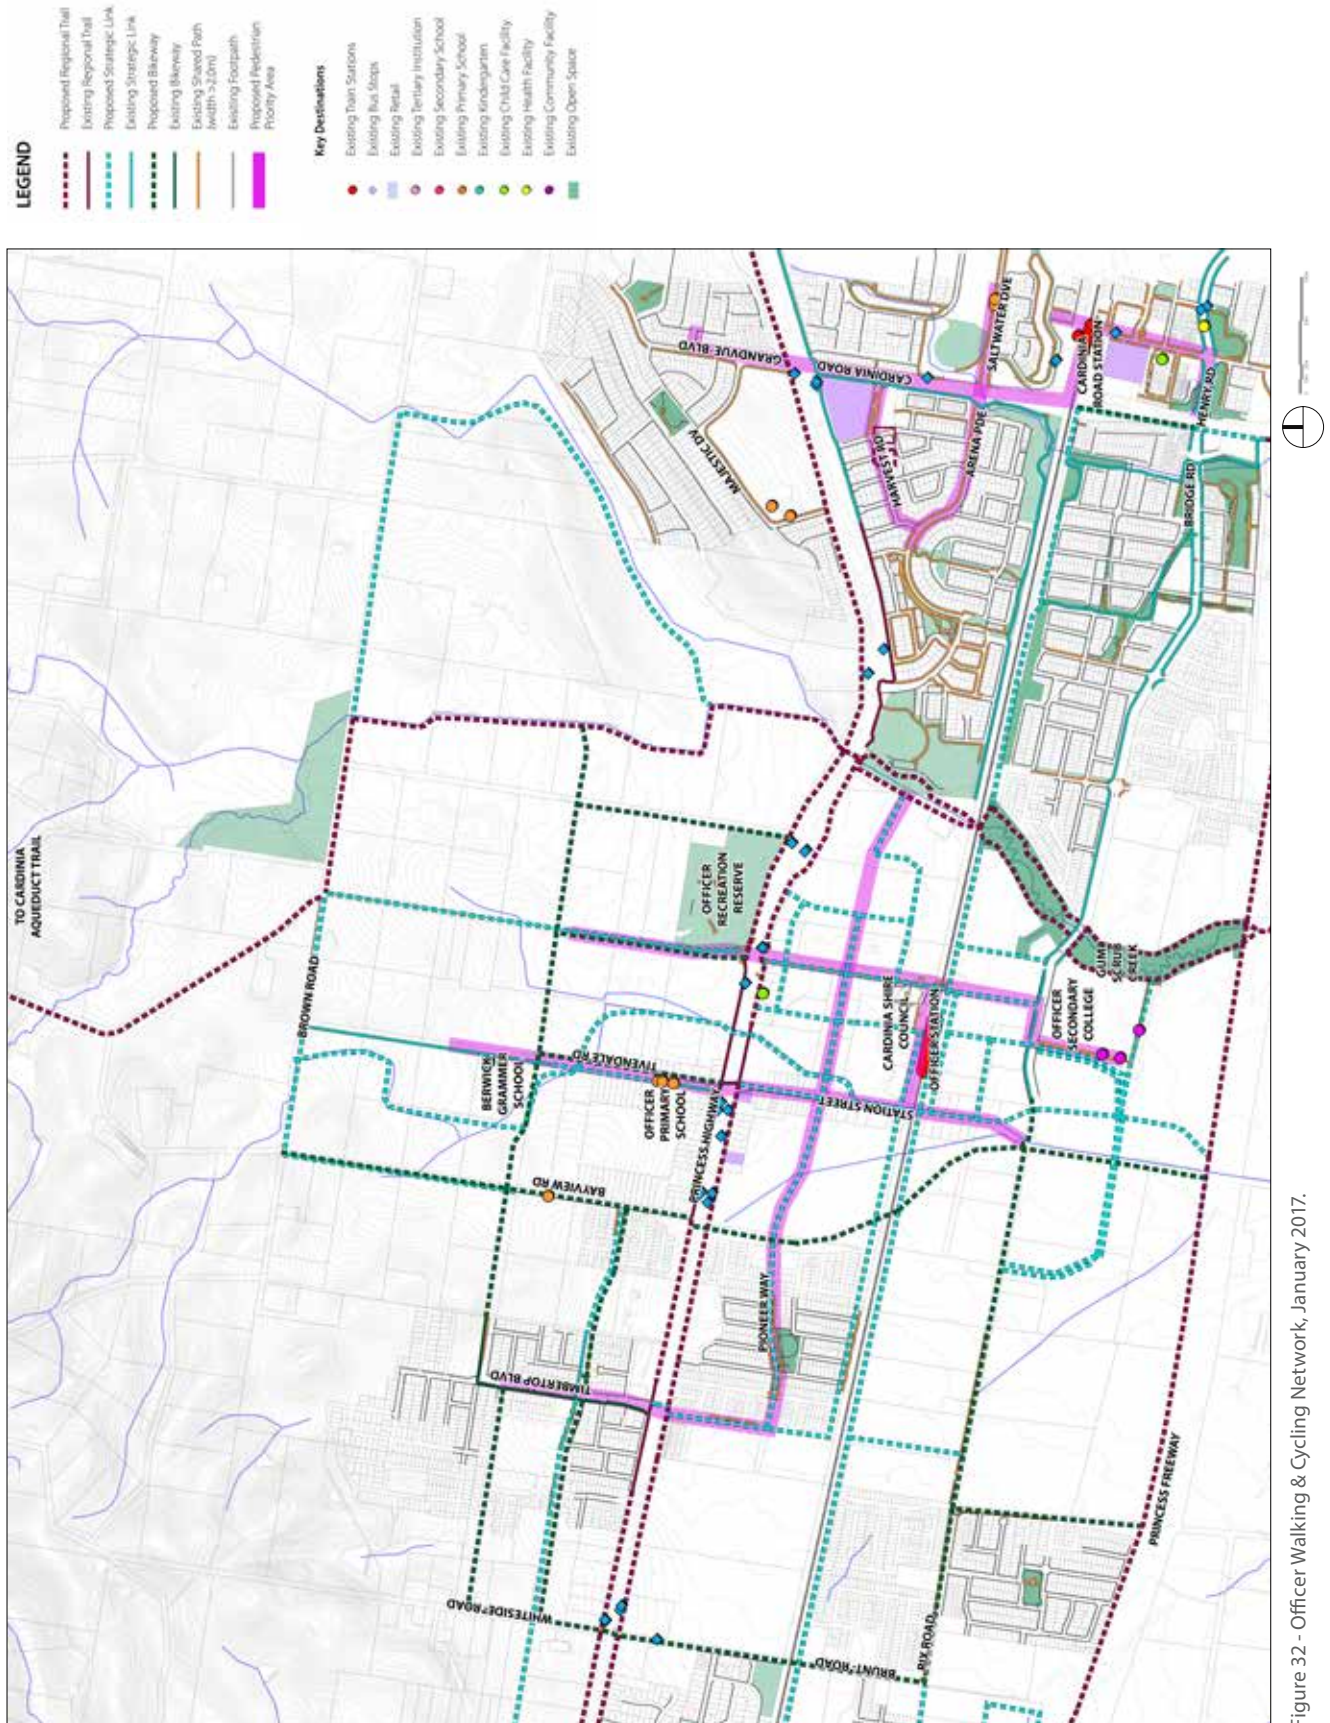 LEGEND
Proposed Regional Trail
Existing Regional Trail
Proposed Strategic Link
Existing Strategic Link
Proposed Bikeway
Existing Bikeway
Existing Shared Path
(width >2.0m)
Existing Footpath
Proposed Pedestrian
Priority Area
Key Destinations
Existing Train Stations
Existing Bus Stops
Existing Retail
Existing Tertiary Institution
Existing Secondary School
Existing Primary School
Existing Kindergarten
Existing Child Care Facility
Existing Health Facility
Existing Community Facility
Existing Open Space
TO CARDINIA
AQUEDUCT TRAIL
BROWN ROAD
BERWICK
GRAMMER
SCHOOL
TIVENDALE RD
OFFICER
PRIMARY
SCHOOL
BAYVIEW RD
PRINCESS HIGHWAY
OFFICER
RECREATION
RESERVE
MAJESTIC DV
GRANDVUE BLVD
CARDINIA ROAD
HARVEST RD
ARENA PDE
SALTWATER DVE
CARDINIA
ROAD STATION
HENRY RD
BRIDGE RD
CARDINIA SHIRE
COUNCIL
OFFICER STATION
STATION STREET
OFFICER
SECONDARY
COLLEGE
GUM
SCRUB
CREEK
PIONEER WAY
TIMBERTOP BLVD
WHITESIDE ROAD
BRUNT ROAD
RIX ROAD
PRINCESS FREEWAY
Figure 32 - Officer Walking & Cycling Network, January 2017.